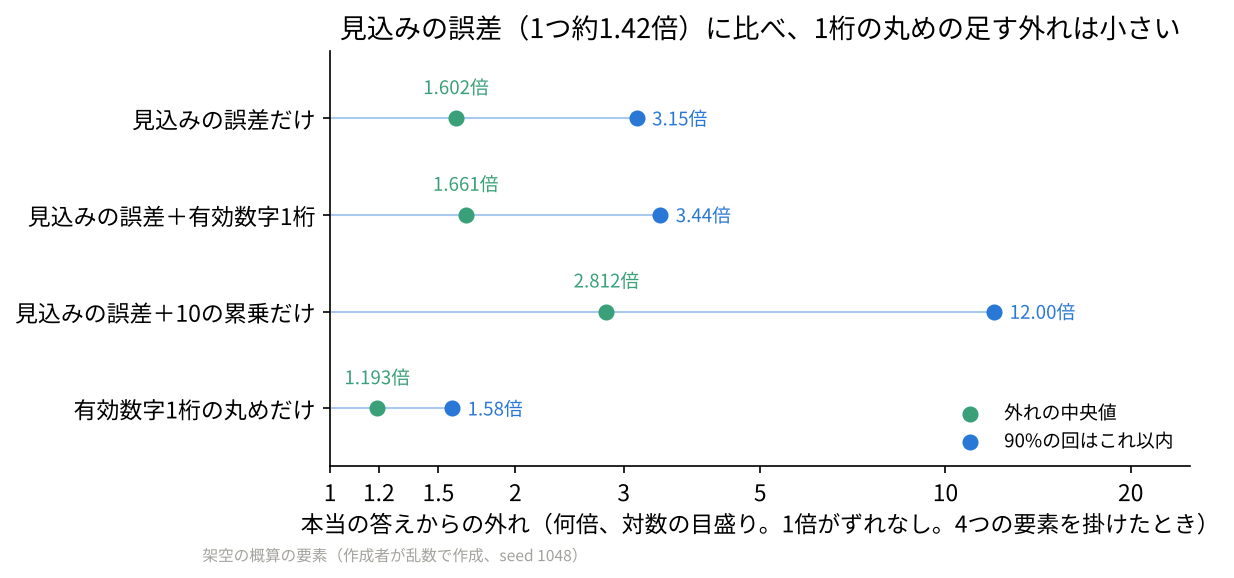 見込みの誤差（1つ約1.42倍）に比べ、1桁の丸めの足す外れは小さい
1.602倍
見込みの誤差だけ
3.15倍
1.661倍
見込みの誤差＋有効数字1桁
3.44倍
2.812倍
見込みの誤差＋10の累乗だけ
12.00倍
1.193倍
有効数字1桁の丸めだけ
1.58倍
外れの中央値
90%の回はこれ以内
1 1.2 1.5 2 3 5 10 20
本当の答えからの外れ（何倍、対数の目盛り。1倍がずれなし。4つの要素を掛けたとき）
架空の概算の要素（作成者が乱数で作成、seed 1048）